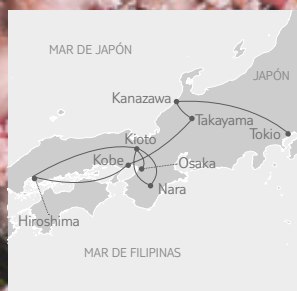 MAR DE JAPÓN
JAPÓN
Kanazawa
Takayama
Tokio
Kioto
Kobe
Osaka
Nara
Hiroshima
MAR DE FILIPINAS